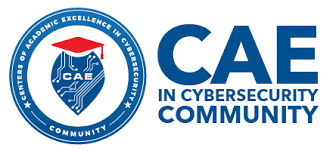 CENTERS OF ACADEMIC EXCELLENCE IN CYBERSECURITY
CAE
COMMUNITY
CAE
IN CYBERSECURITY
COMMUNITY